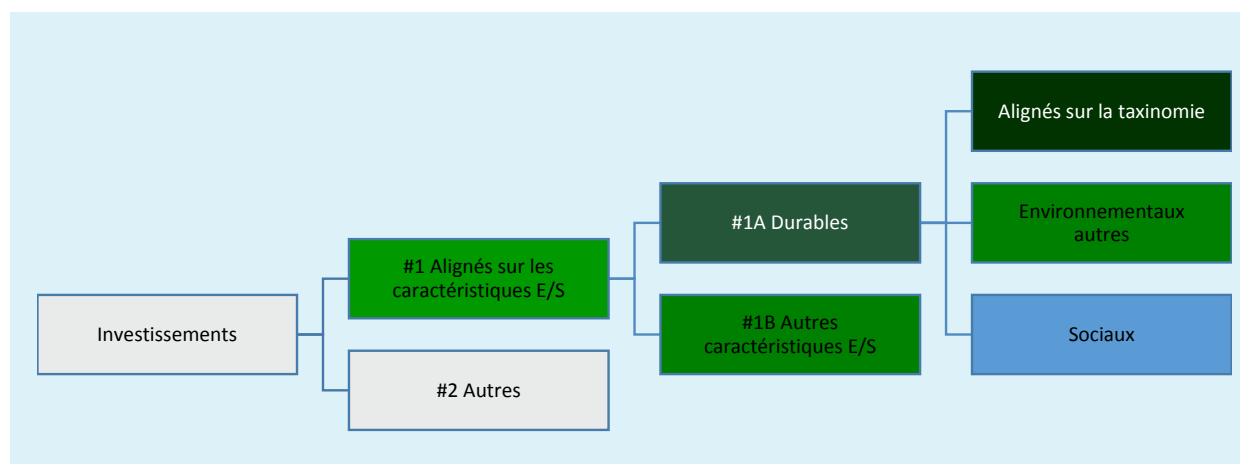 Investissements
#1 Alignés sur les
caractéristiques E/S
#2 Autres
#1A Durables
#1B Autres
caractéristiques E/S
Alignés sur la taxinomie
Environnementaux
autres
Sociaux